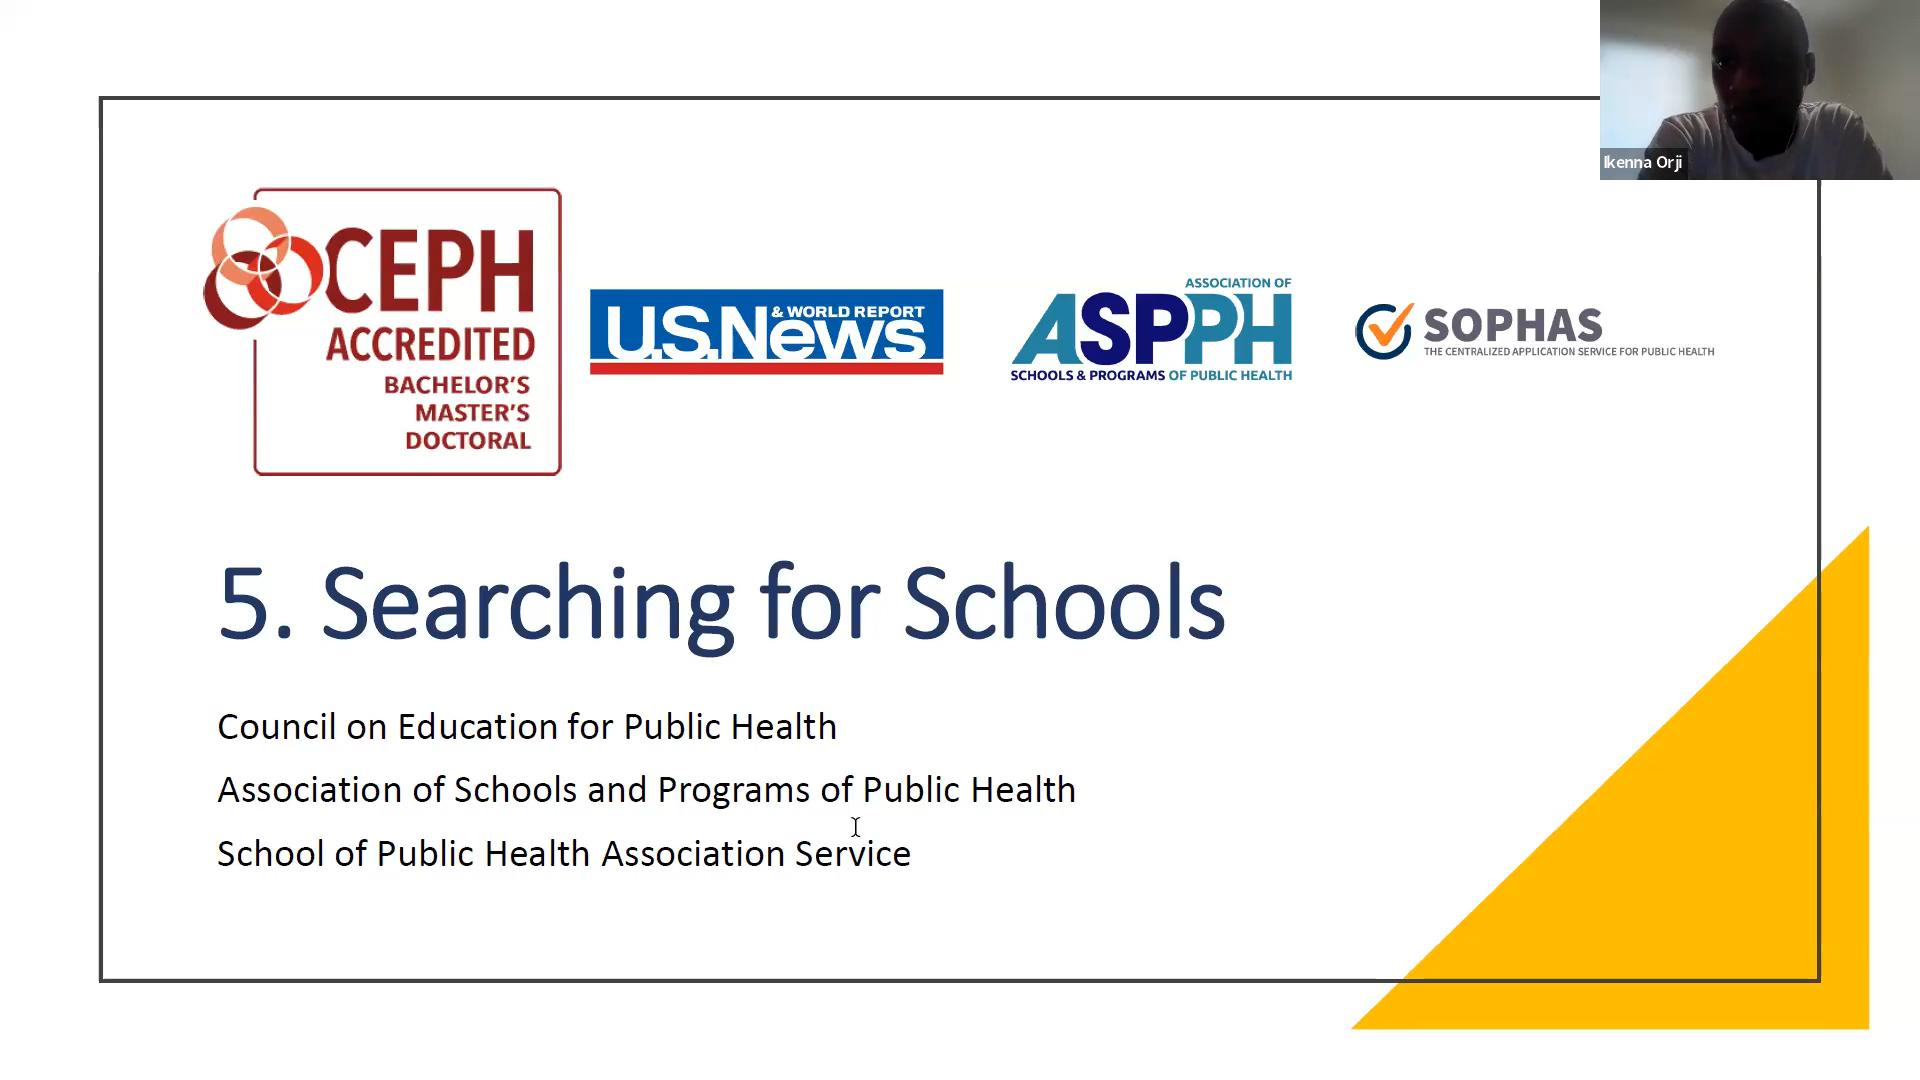 Ikenna Orji
CEPH
ACCREDITED
BACHELOR'S
MASTER'S
DOCTORAL
U.S.News
& WORLD REPORT
ASSOCIATION OF
ASPPH
SCHOOLS & PROGRAMS OF PUBLIC HEALTH
SOPHAS
THE CENTRALIZED APPLICATION SERVICE FOR PUBLIC HEALTH
5. Searching for Schools
Council on Education for Public Health
Association of Schools and Programs of Public Health
School of Public Health Association Service